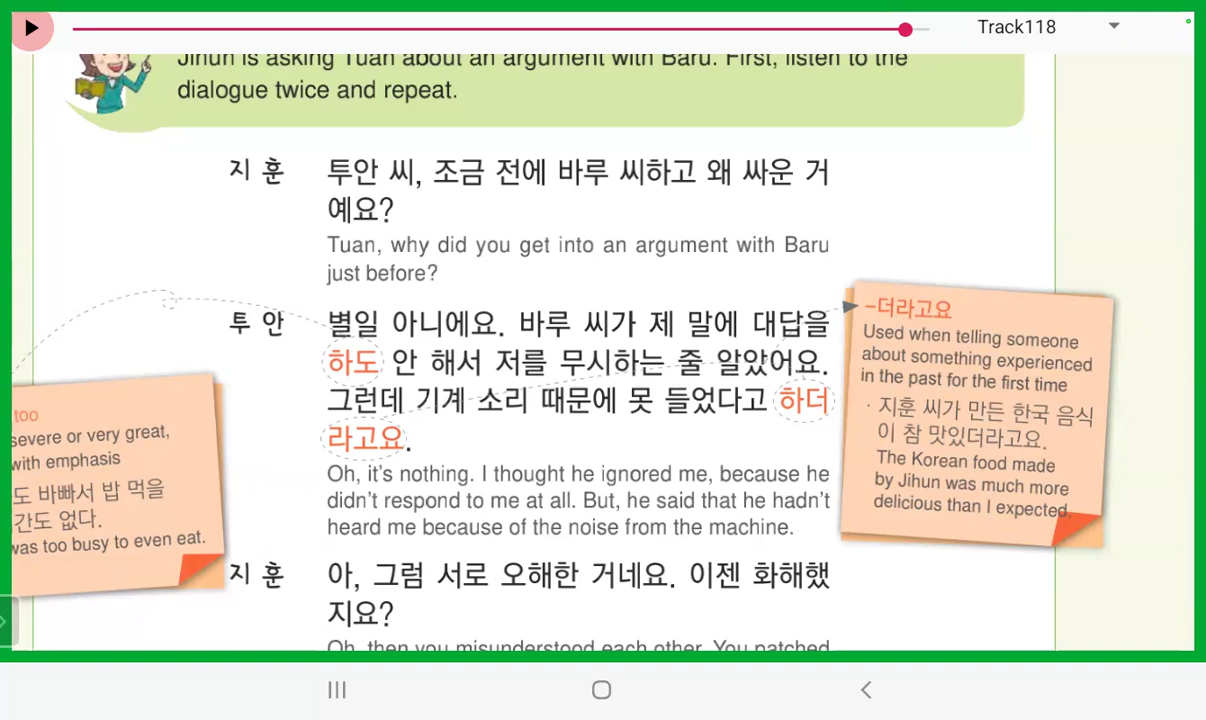 Track118
Jihun is asking Tuan about an argument with Baru. First, listen to the
dialogue twice and repeat.
지 훈
투안 씨, 조금 전에 바루 씨하고 왜 싸운 거
예요?
Tuan, why did you get into an argument with Baru
just before?
투 안
별일 아니에요. 바루 씨가 제 말에 대답을
하도 안 해서 저를 무시하는 줄 알았어요.
그런데 기계 소리 때문에 못 들었다고 하더
라고요.
Oh, it's nothing. I thought he ignored me, because he
didn't respond to me at all. But, he said that he hadn't
heard me because of the noise from the machine.
-더라고요
Used when telling someone
about something experienced
in the past for the first time
· 지훈 씨가 만든 한국 음식
이 참 맛있더라고요.
The Korean food made
by Jihun was much more
delicious than I expected.
too
severe or very great,
with emphasis
도 바빠서 밥 먹을
간도 없다.
was too busy to even eat.
지 훈
아, 그럼 서로 오해한 거네요. 이젠 화해했
지요?
Oh, then you misunderstood each other. You patched